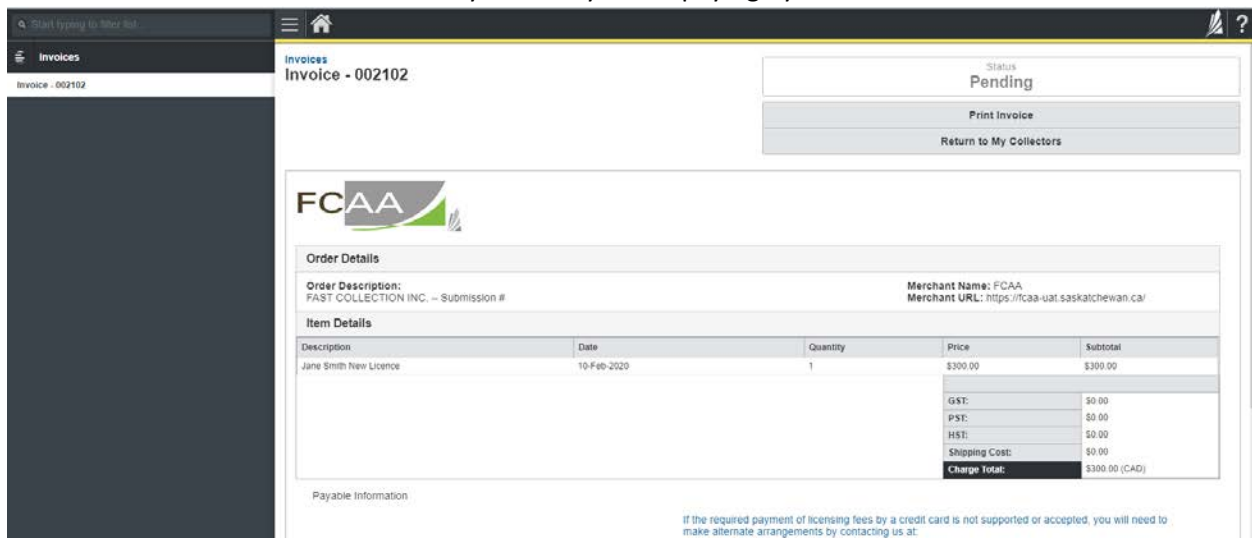 Start typing to filter list...
?
Invoices
Invoice - 002102
Invoices
Invoice - 002102
Status
Pending
Print Invoice
Return to My Collectors
FCAA
Order Details
Order Description:
FAST COLLECTION INC. – Submission #
Merchant Name: FCAA
Merchant URL: https://fcaa-uat.saskatchewan.ca/
Item Details
Description Date Quantity Price Subtotal
Jane Smith New Licence 10-Feb-2020 1 $300.00 $300.00
GST: $0.00
PST: $0.00
HST: $0.00
Shipping Cost: $0.00
Charge Total: $300.00 (CAD)
Payable Information
If the required payment of licensing fees by a credit card is not supported or accepted, you will need to
make alternate arrangements by contacting us at: